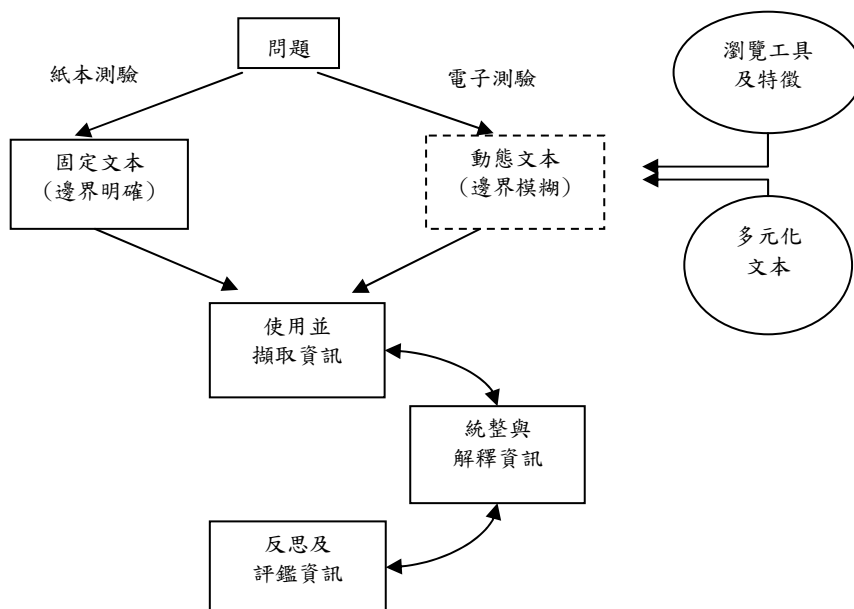 問題
紙本測驗
電子測驗
瀏覽工具
及特徵
固定文本
（邊界明確）
動態文本
（邊界模糊）
多元化
文本
使用並
擷取資訊
統整與
解釋資訊
反思及
評鑑資訊